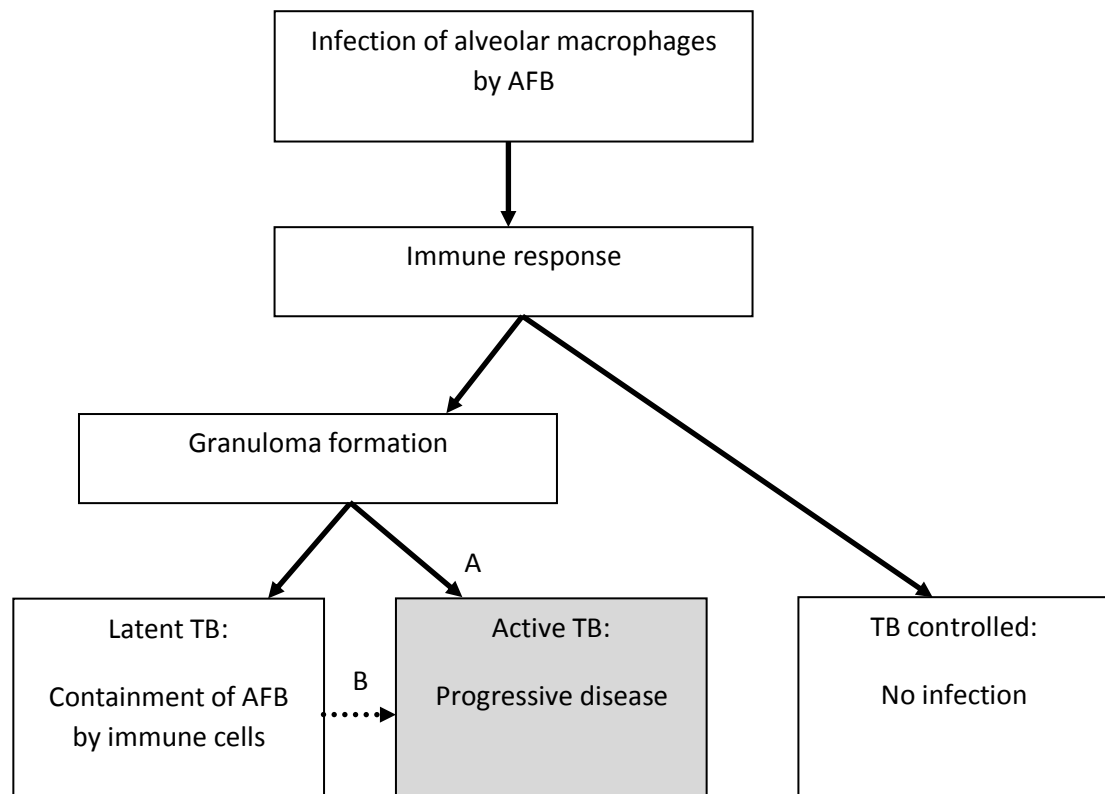 Infection of alveolar macrophages
by AFB
Immune response
Granuloma formation
A
Latent TB:
Containment of AFB
by immune cells
B
Active TB:
Progressive disease
TB controlled:
No infection